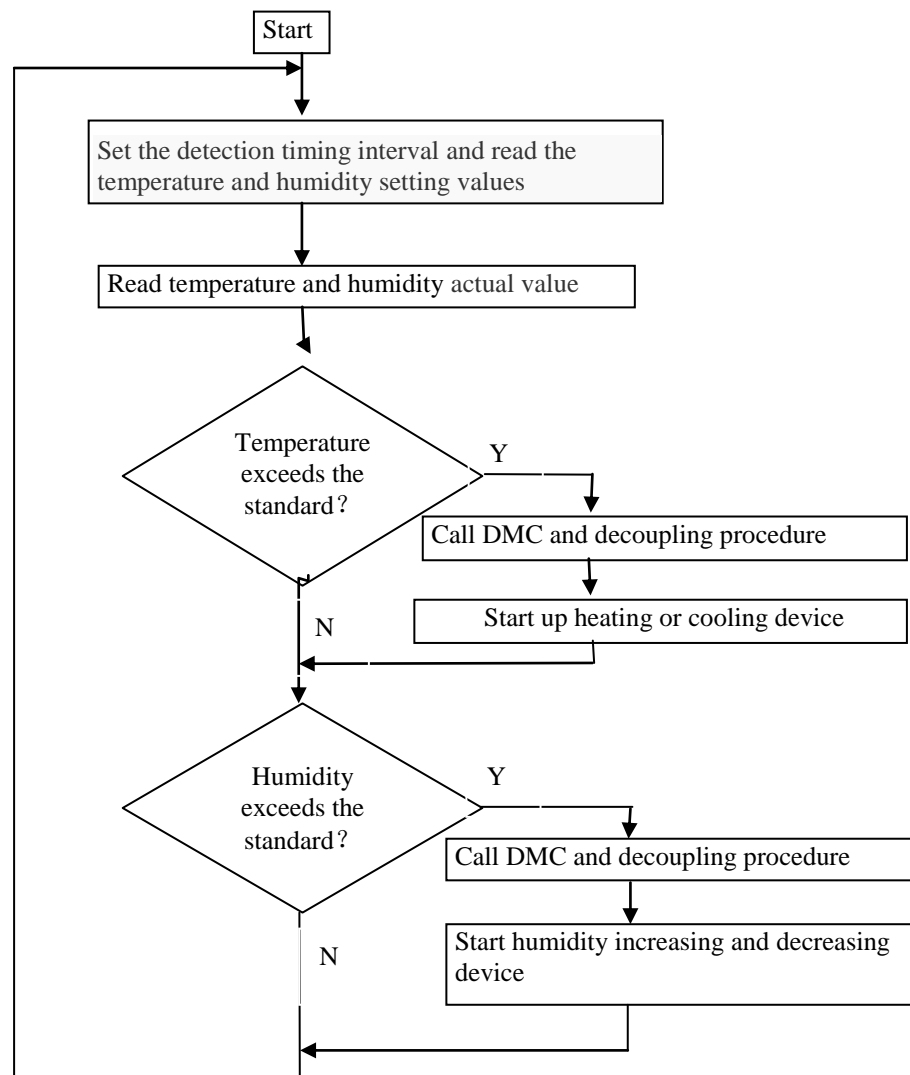 Start
Set the detection timing interval and read the
temperature and humidity setting values
Read temperature and humidity actual value
Temperature
exceeds the
standard？
Y
Call DMC and decoupling procedure
Start up heating or cooling device
N
Humidity
exceeds the
standard？
Y
Call DMC and decoupling procedure
Start humidity increasing and decreasing
device
N